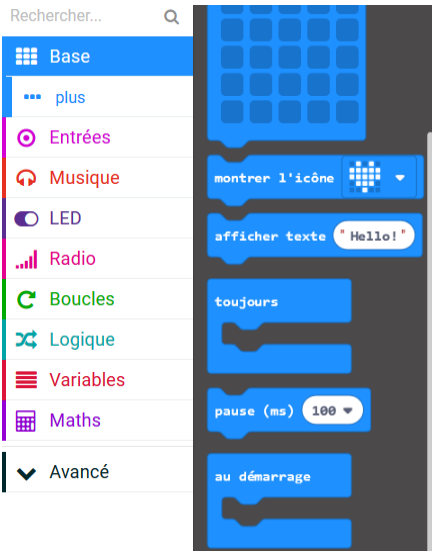 Rechercher...
Base
plus
Entrées
Musique
LED
Radio
Boucles
Logique
Variables
Maths
Avancé
montrer l'icône
afficher texte "Hello!"
toujours
pause (ms) 100
au démarrage